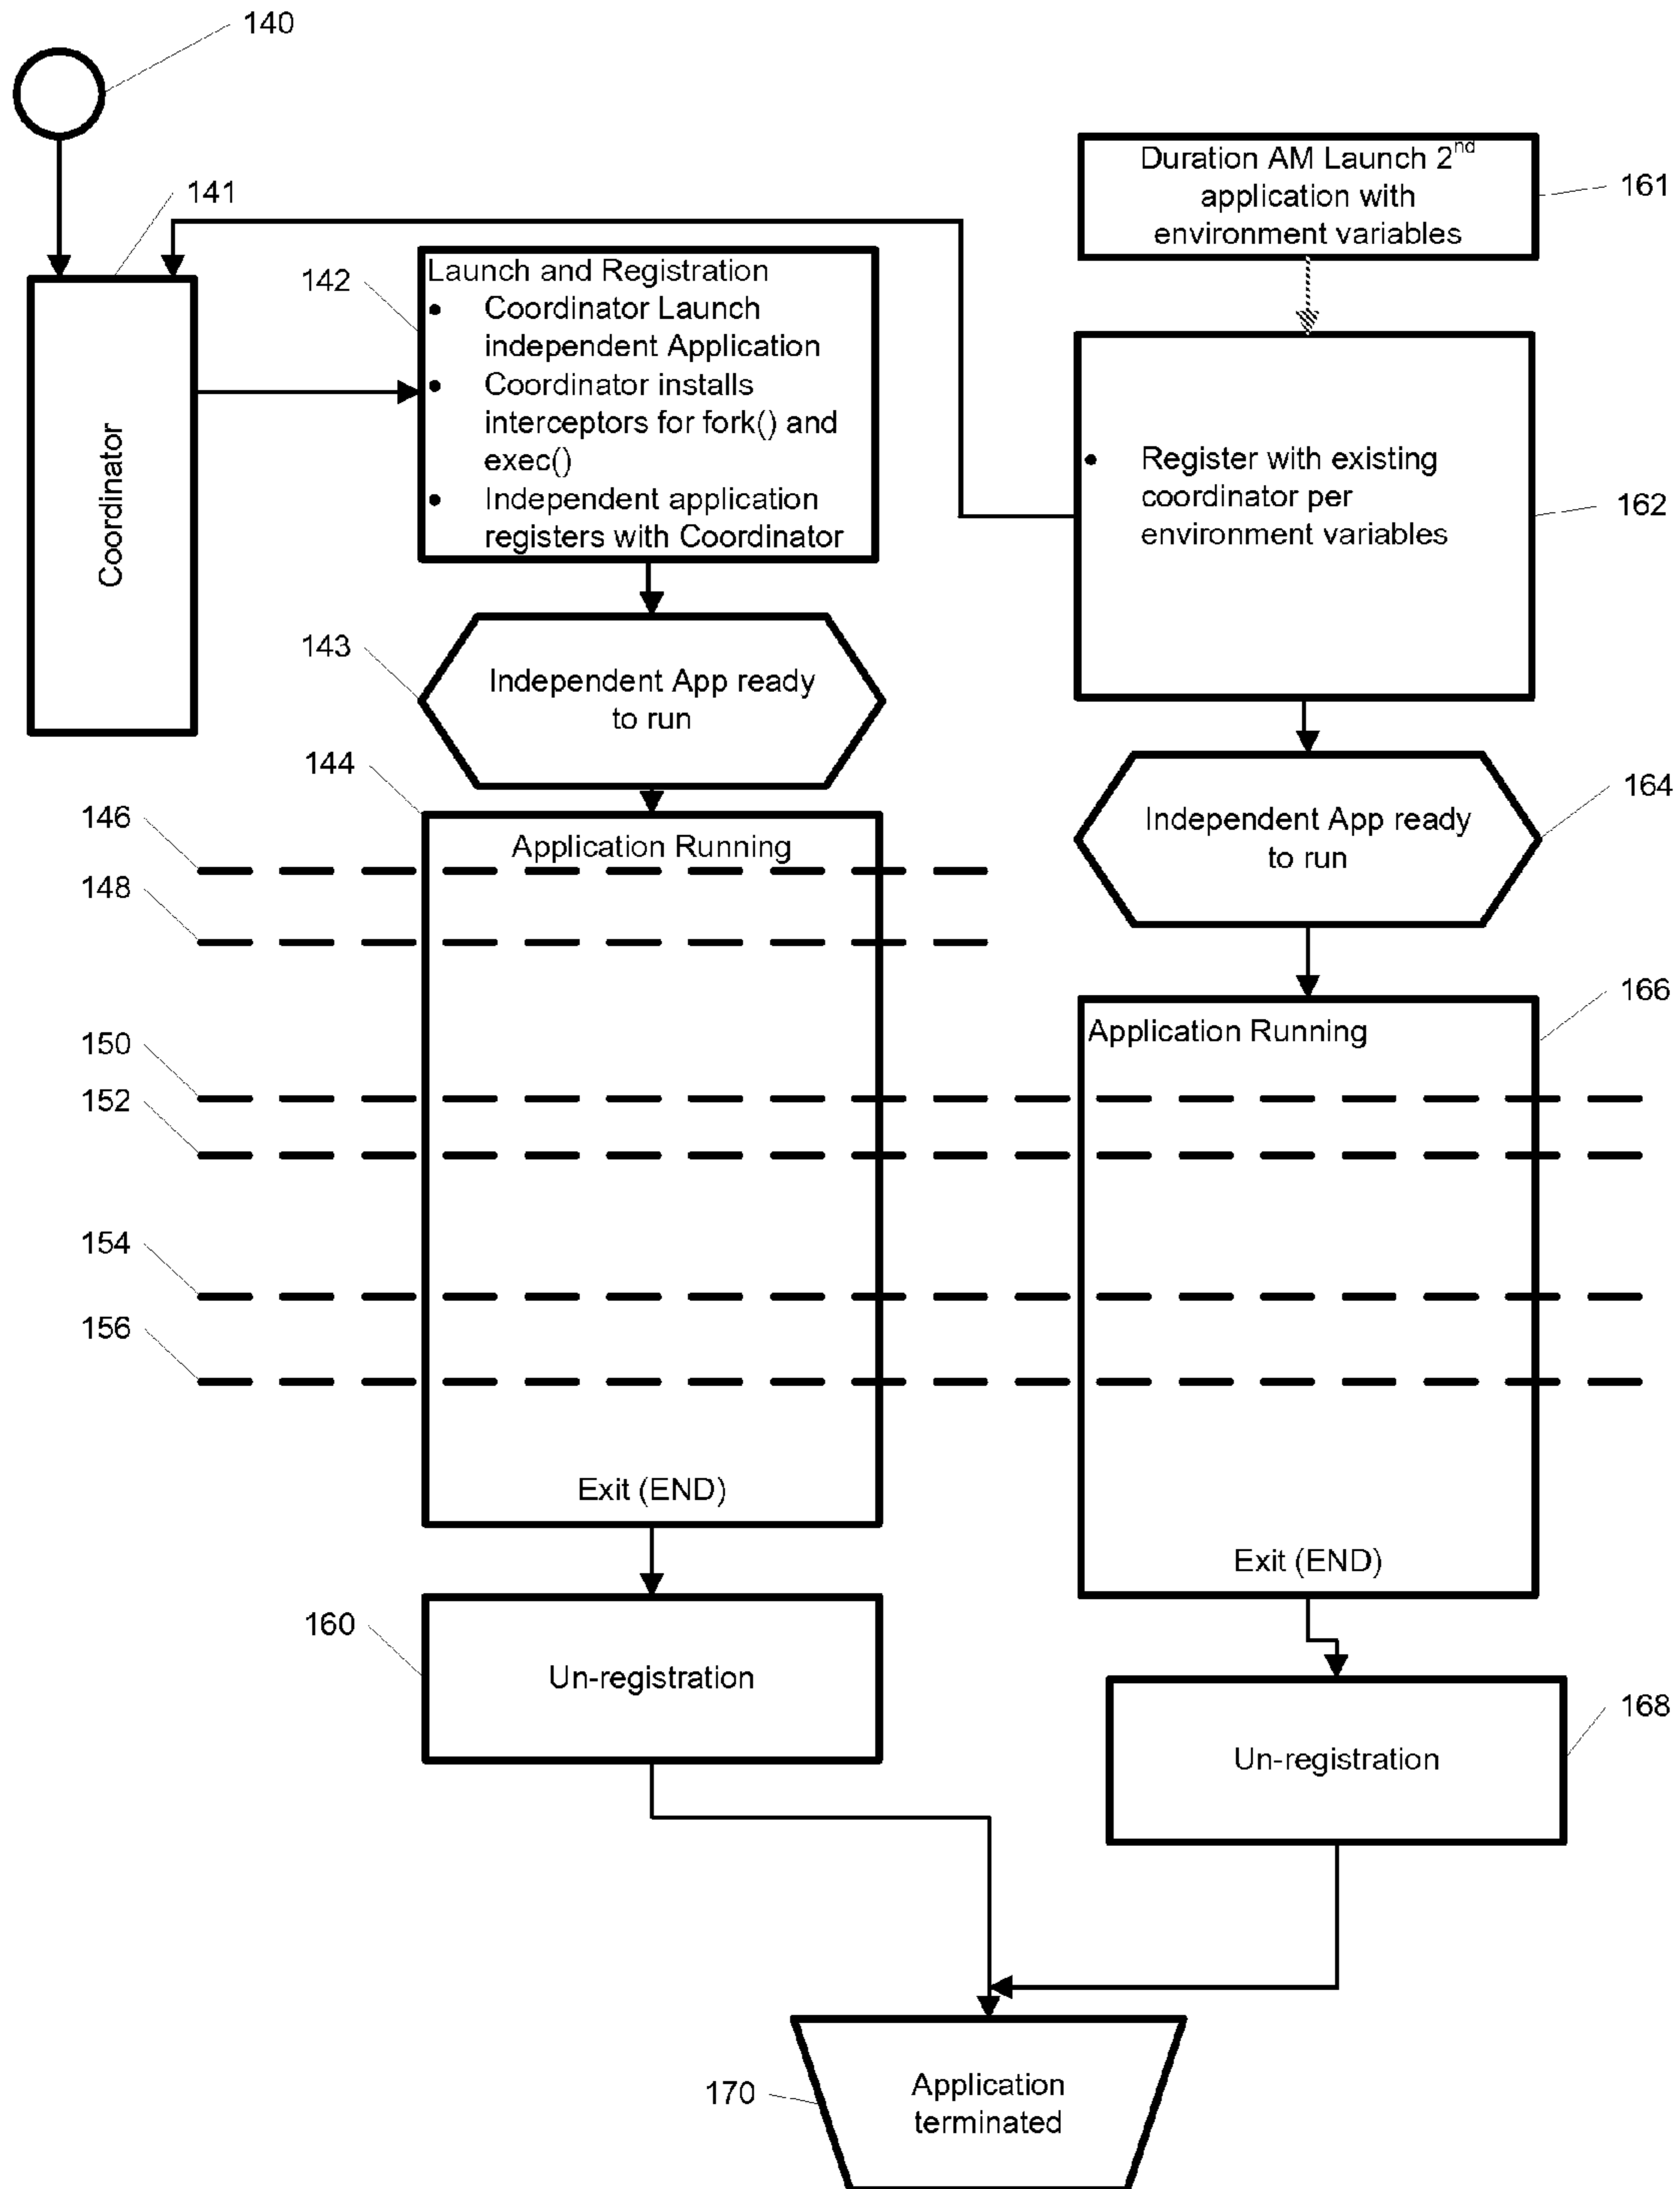 140
141
Coordinator
142
Launch and Registration
• Coordinator Launch
independent Application
• Coordinator installs
interceptors for fork() and
exec()
• Independent application
registers with Coordinator
Duration AM Launch 2nd
application with
environment variables
161
• Register with existing
coordinator per
environment variables
162
143
Independent App ready
to run
164
Independent App ready
to run
144
Application Running
146
148
150
152
154
156
Exit (END)
166
Application Running
Exit (END)
160
Un-registration
168
Un-registration
170
Application
terminated